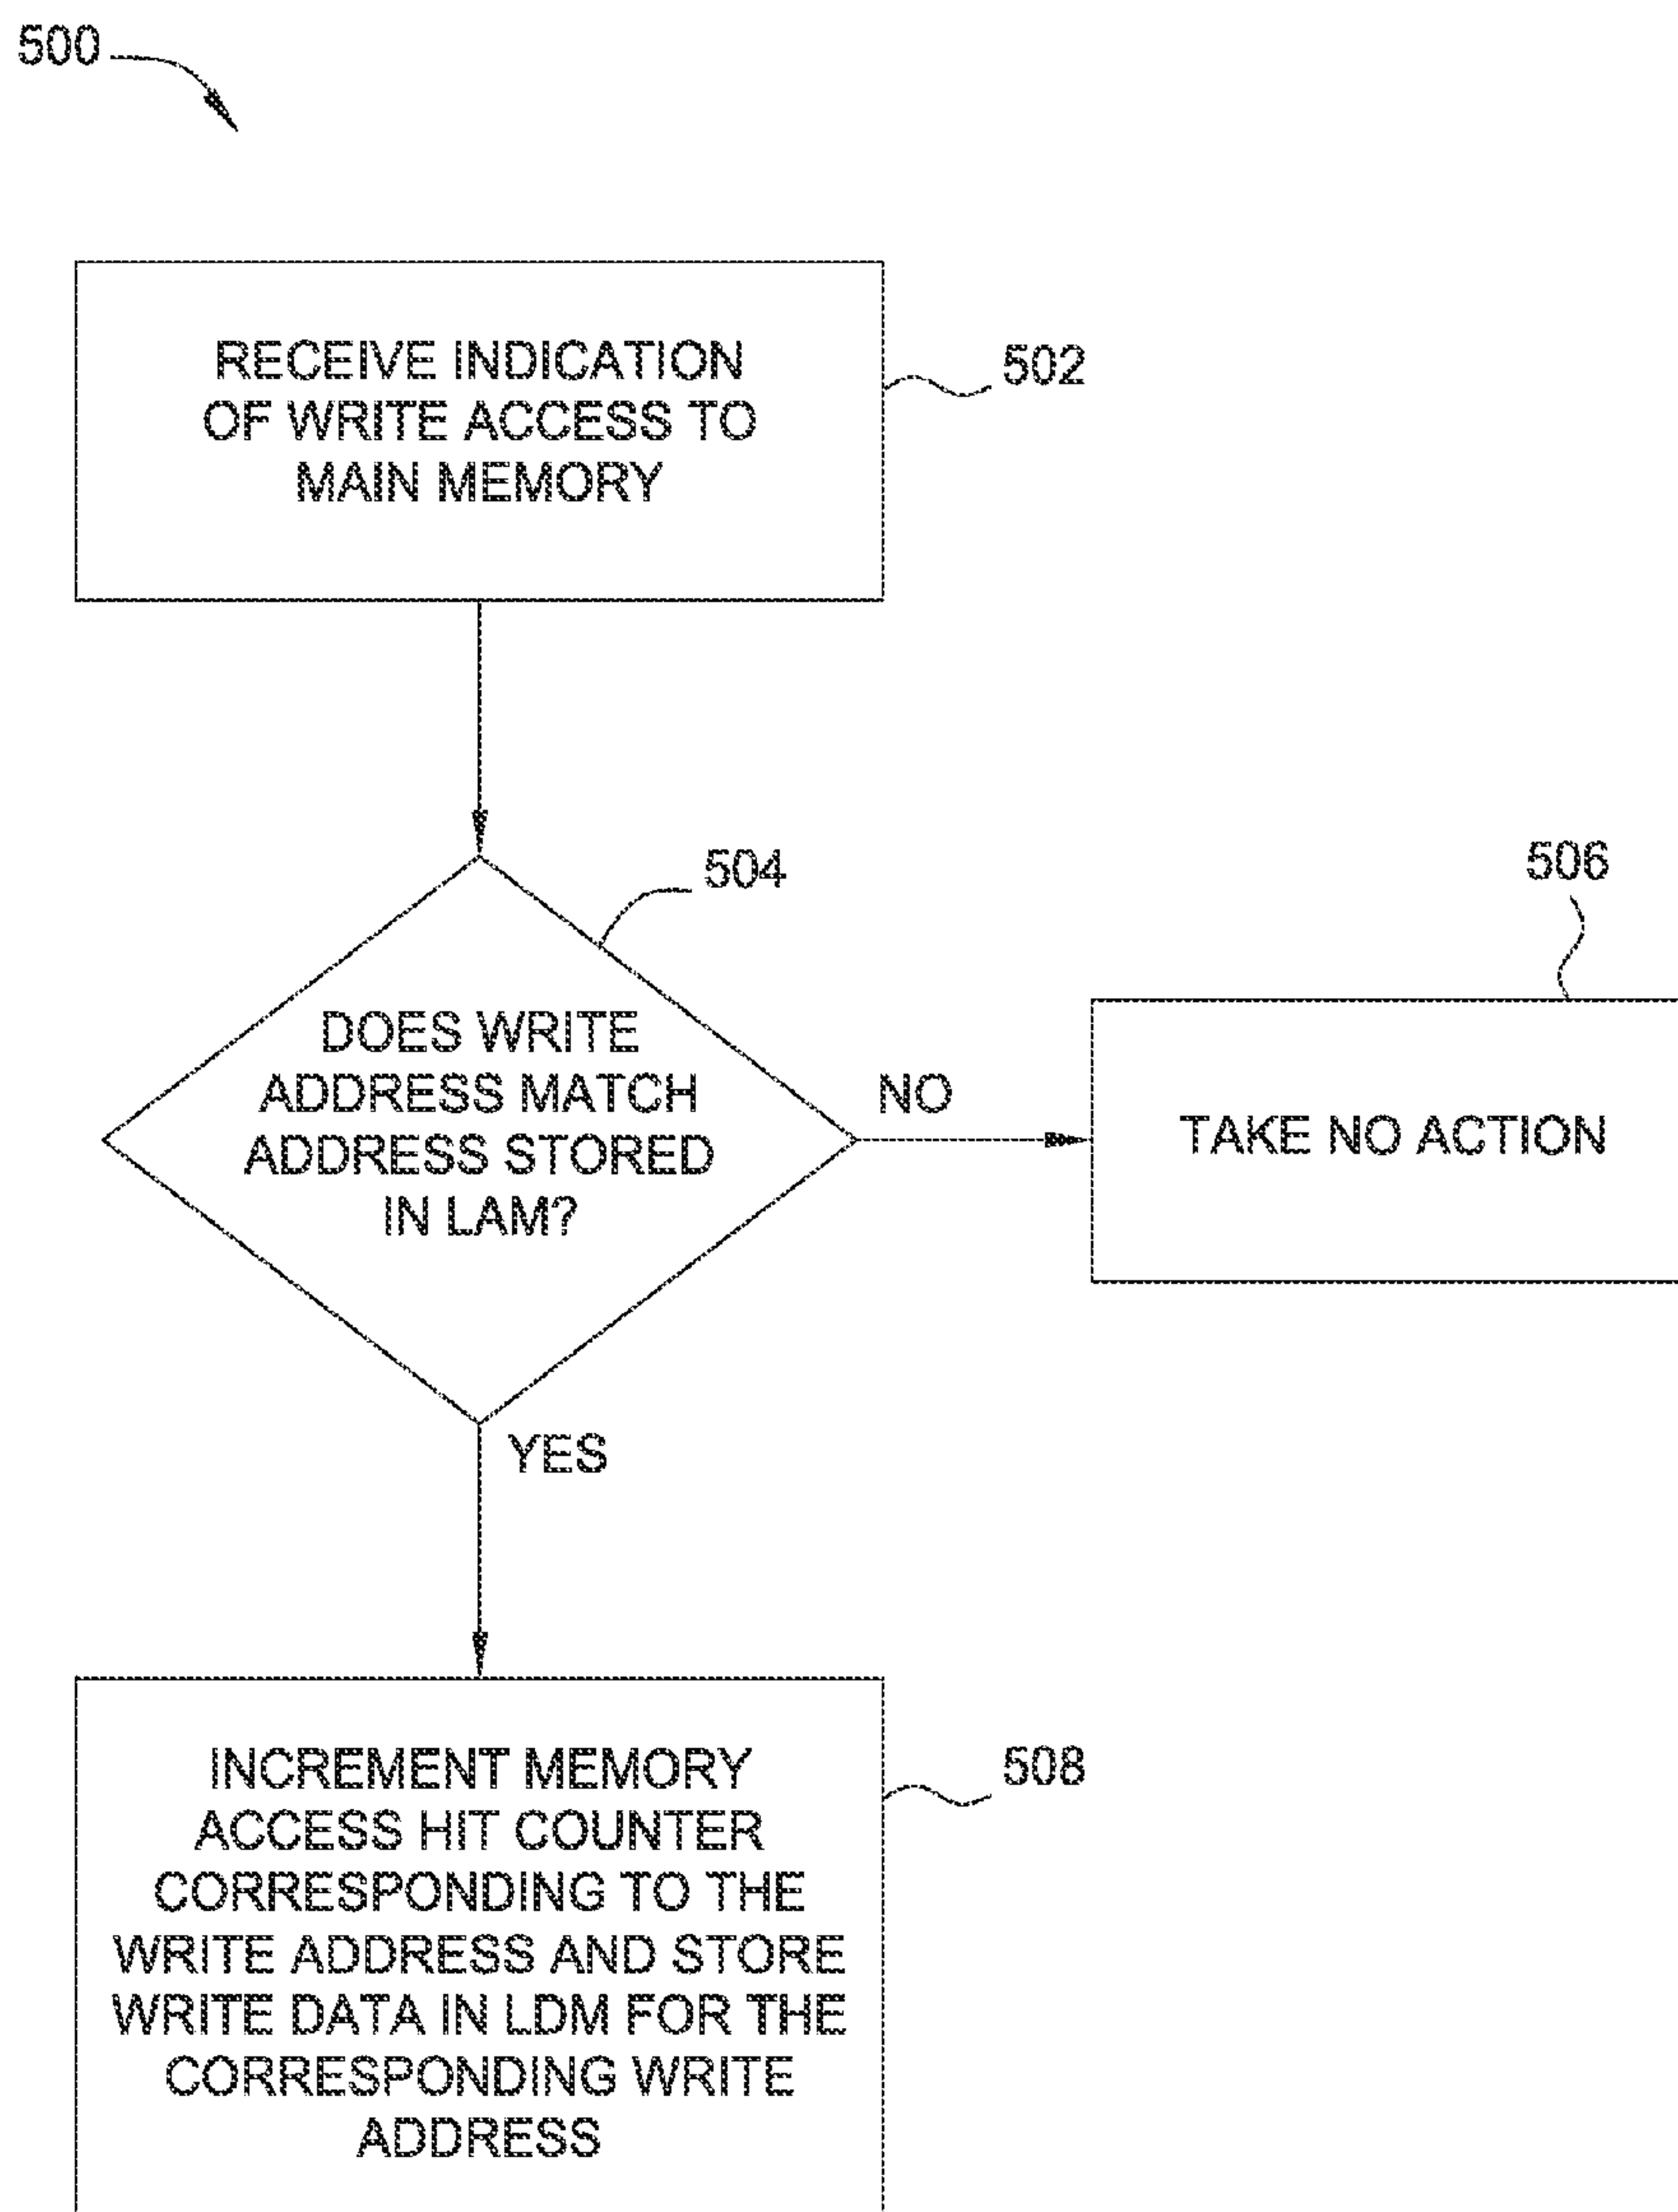 500
RECEIVE INDICATION
OF WRITE ACCESS TO
MAIN MEMORY
502
504
DOES WRITE
ADDRESS MATCH
ADDRESS STORED
IN LAM?
NO
506
TAKE NO ACTION
YES
INCREMENT MEMORY
ACCESS HIT COUNTER
CORRESPONDING TO THE
WRITE ADDRESS AND STORE
WRITE DATA IN LDM FOR THE
CORRESPONDING WRITE
ADDRESS
508